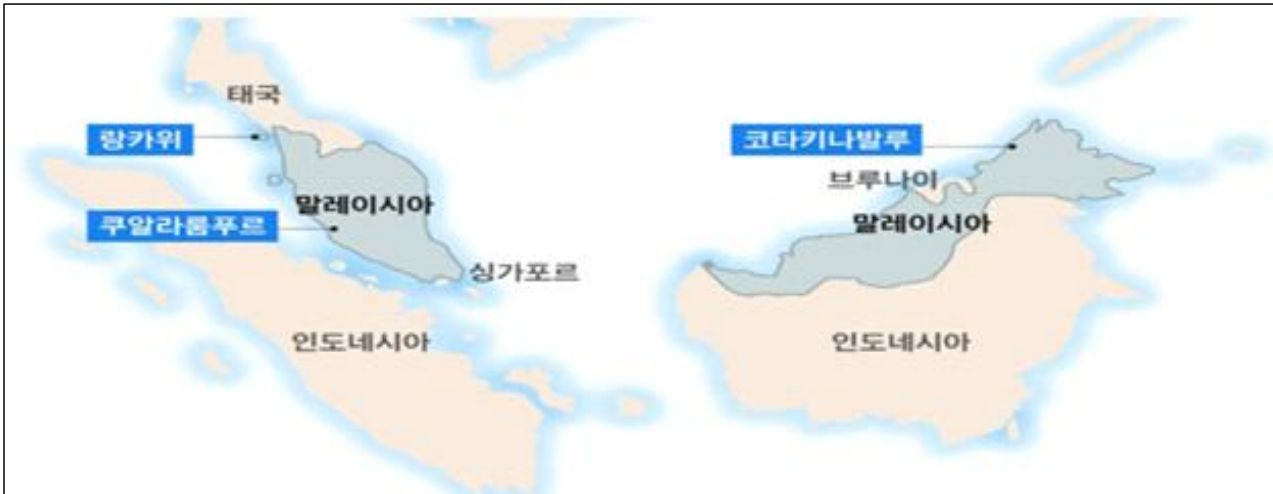 태국
랑카위
코타키나발루
브루나이
말레이시아
쿠알라룸푸르
말레이시아
싱가포르
인도네시아
인도네시아